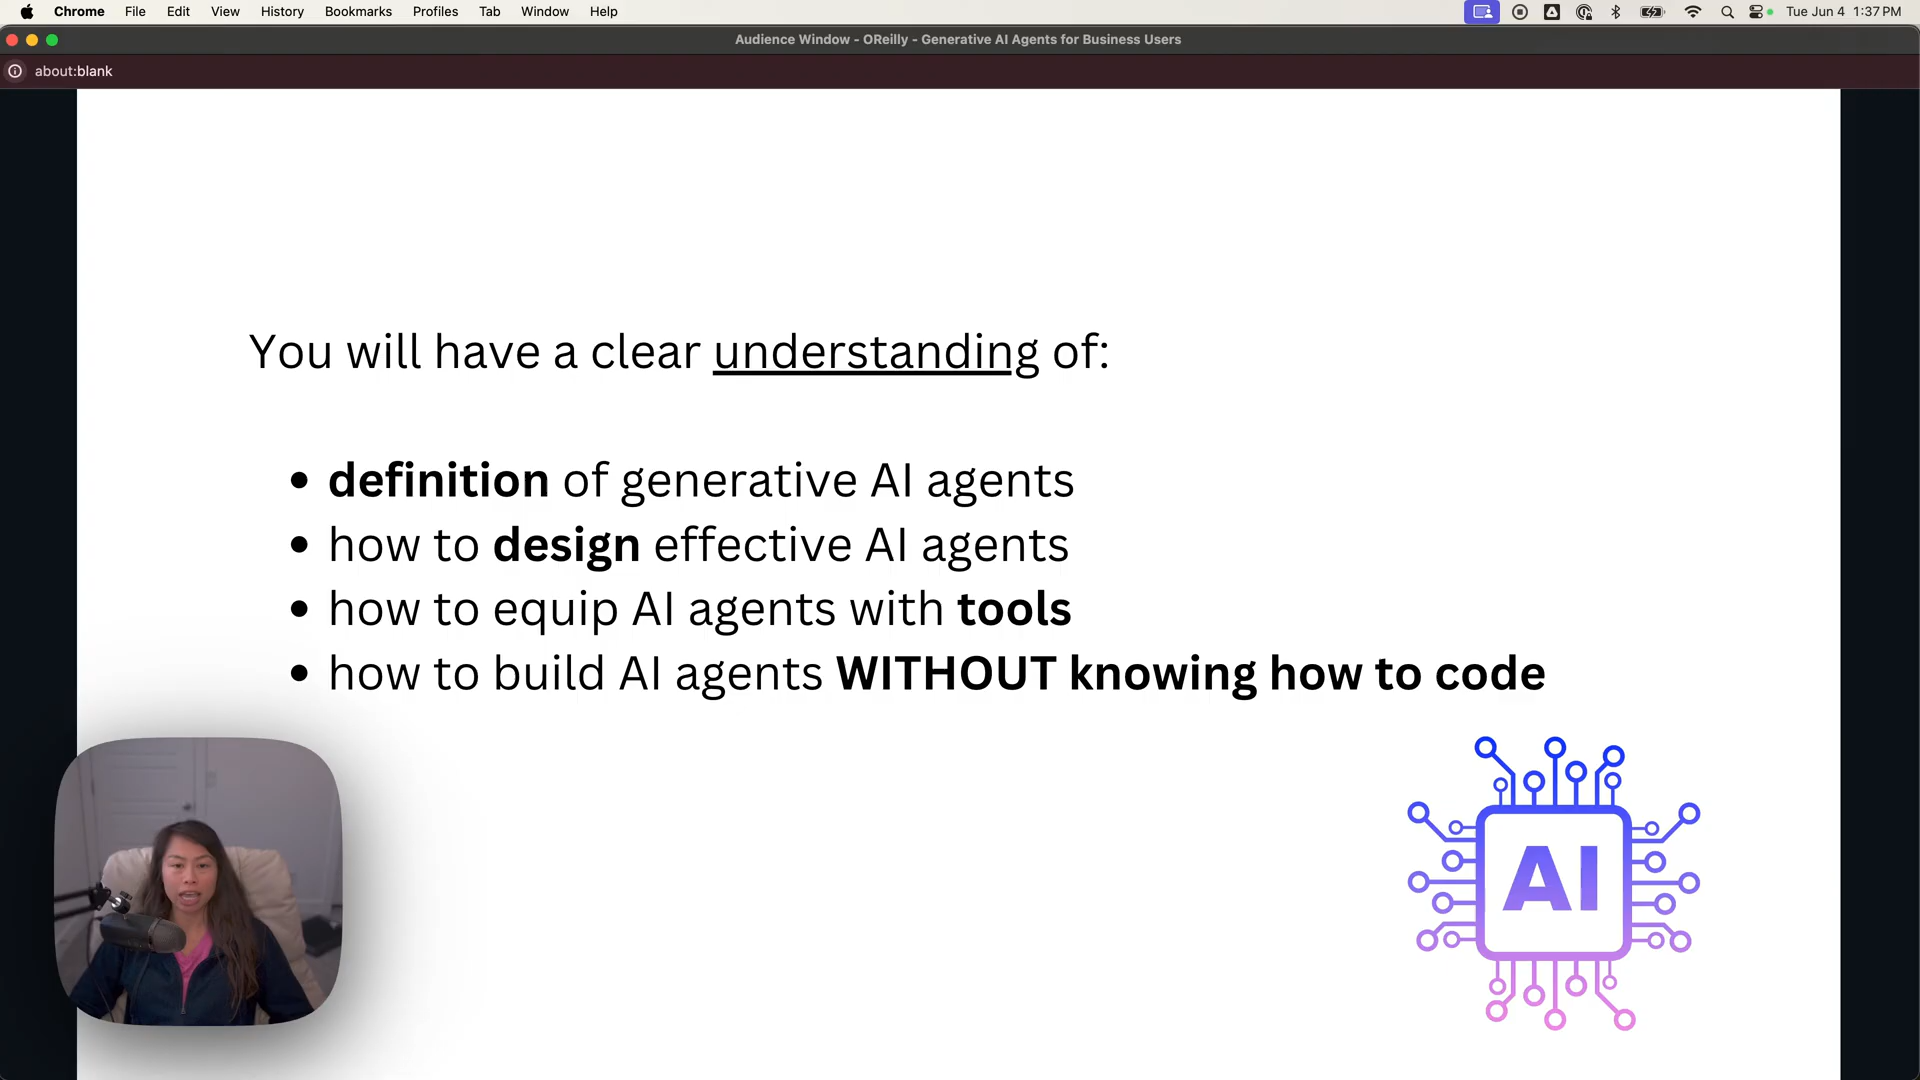 Chrome File Edit View History Bookmarks Profiles Tab Window Help Tue Jun 4 1:37 PM
Audience Window - OReilly - Generative AI Agents for Business Users
about:blank
You will have a clear understanding of:
• definition of generative AI agents
• how to design effective AI agents
• how to equip AI agents with tools
• how to build AI agents WITHOUT knowing how to code
AI